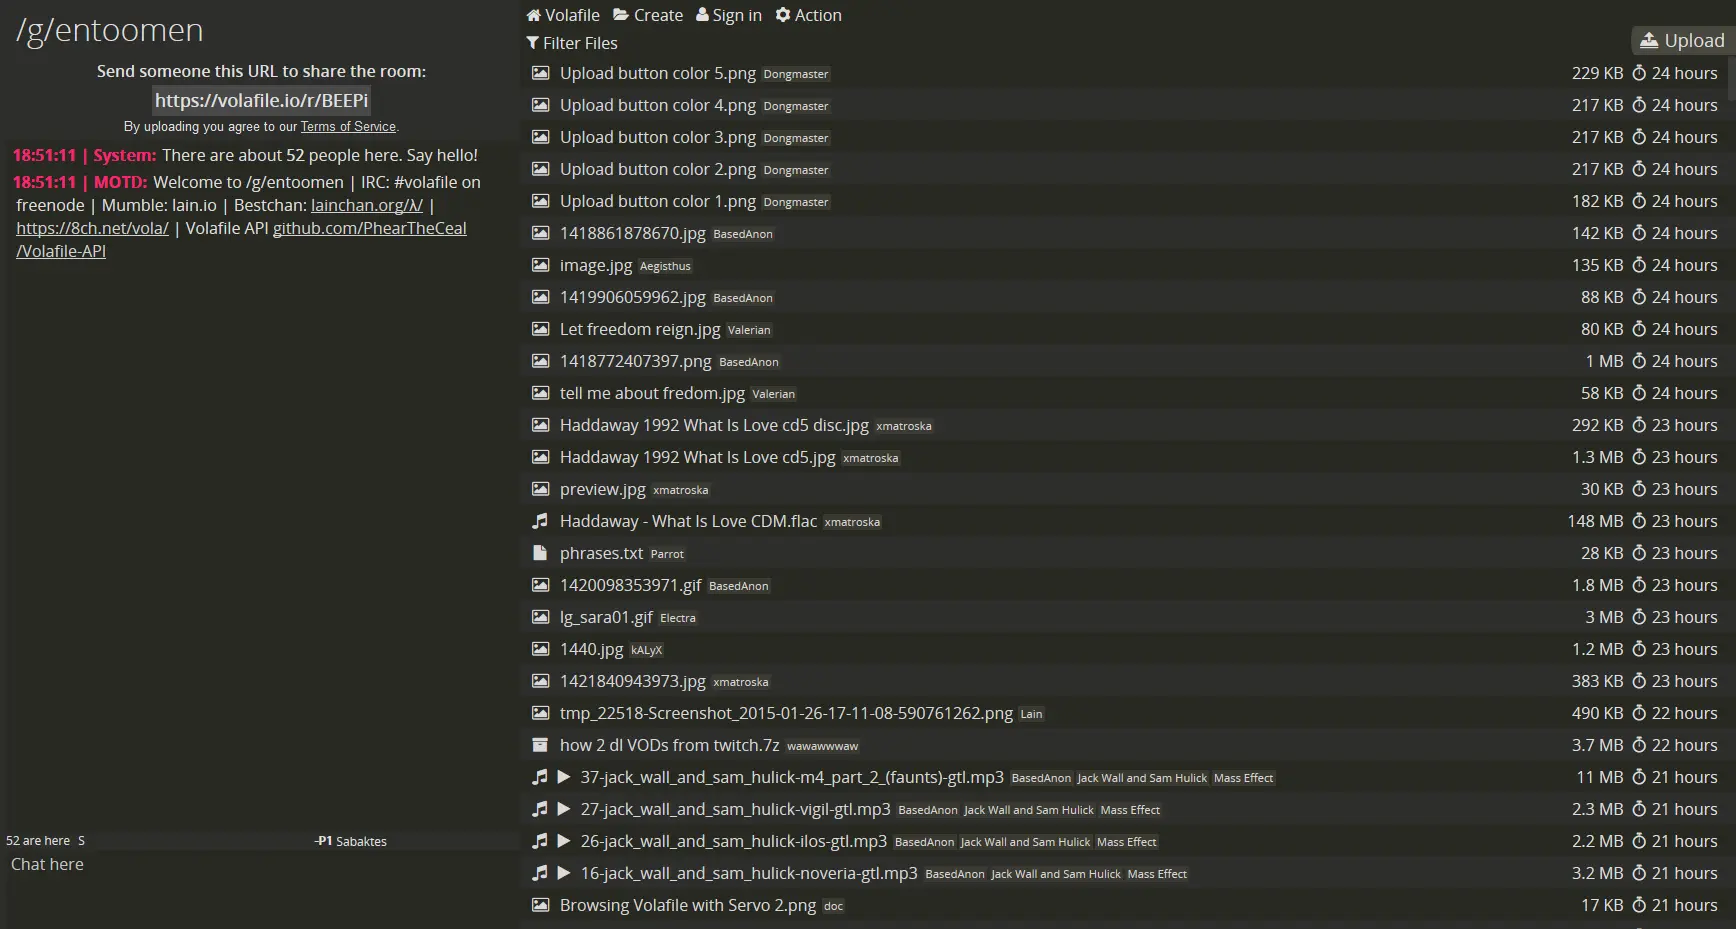 /g/entoomen
Send someone this URL to share the room:
https://volafile.io/r/BEEPi
By uploading you agree to our Terms of Service.
18:51:11 | System: There are about 52 people here. Say hello!
18:51:11 | MOTD: Welcome to /g/entoomen | IRC: #volafile on
freenode | Mumble: lain.io | Bestchan: lainchan.org/λ/ |
https://8ch.net/vola/ | Volafile API github.com/PhearTheCeal
/Volafile-API
52 are here S -P1 Sabaktes
Chat here
Volafile Create Sign in Action
Filter Files
Upload
Upload button color 5.png Dongmaster 229 KB 24 hours
Upload button color 4.png Dongmaster 217 KB 24 hours
Upload button color 3.png Dongmaster 217 KB 24 hours
Upload button color 2.png Dongmaster 217 KB 24 hours
Upload button color 1.png Dongmaster 182 KB 24 hours
1418861878670.jpg BasedAnon 142 KB 24 hours
image.jpg Aegisthus 135 KB 24 hours
1419906059962.jpg BasedAnon 88 KB 24 hours
Let freedom reign.jpg Valerian 80 KB 24 hours
1418772407397.png BasedAnon 1 MB 24 hours
tell me about fredom.jpg Valerian 58 KB 24 hours
Haddaway 1992 What Is Love cd5 disc.jpg xmatroska 292 KB 23 hours
Haddaway 1992 What Is Love cd5.jpg xmatroska 1.3 MB 23 hours
preview.jpg xmatroska 30 KB 23 hours
Haddaway - What Is Love CDM.flac xmatroska 148 MB 23 hours
phrases.txt Parrot 28 KB 23 hours
1420098353971.gif BasedAnon 1.8 MB 23 hours
lg_sara01.gif Electra 3 MB 23 hours
1440.jpg kALyX 1.2 MB 23 hours
1421840943973.jpg xmatroska 383 KB 23 hours
tmp_22518-Screenshot_2015-01-26-17-11-08-590761262.png Lain 490 KB 22 hours
how 2 dl VODs from twitch.7z wawawwwaw 3.7 MB 22 hours
37-jack_wall_and_sam_hulick-m4_part_2_(faunts)-gtl.mp3 BasedAnon Jack Wall and Sam Hulick Mass Effect 11 MB 21 hours
27-jack_wall_and_sam_hulick-vigil-gtl.mp3 BasedAnon Jack Wall and Sam Hulick Mass Effect 2.3 MB 21 hours
26-jack_wall_and_sam_hulick-ilos-gtl.mp3 BasedAnon Jack Wall and Sam Hulick Mass Effect 2.2 MB 21 hours
16-jack_wall_and_sam_hulick-noveria-gtl.mp3 BasedAnon Jack Wall and Sam Hulick Mass Effect 3.2 MB 21 hours
Browsing Volafile with Servo 2.png doc 17 KB 21 hours